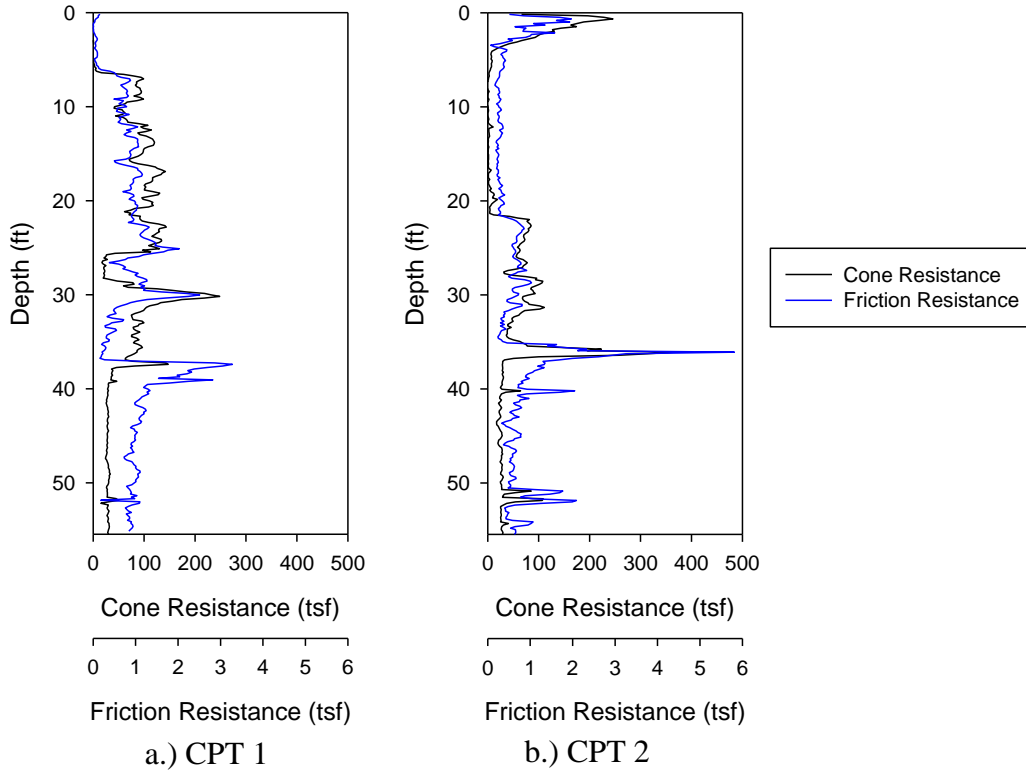 0
10
20
30
40
50
Depth (ft)
0 100 200 300 400 500
Cone Resistance (tsf)
0 1 2 3 4 5 6
Friction Resistance (tsf)
a.) CPT 1
0
10
20
30
40
50
Depth (ft)
0 100 200 300 400 500
Cone Resistance (tsf)
0 1 2 3 4 5 6
Friction Resistance (tsf)
b.) CPT 2
Cone Resistance
Friction Resistance